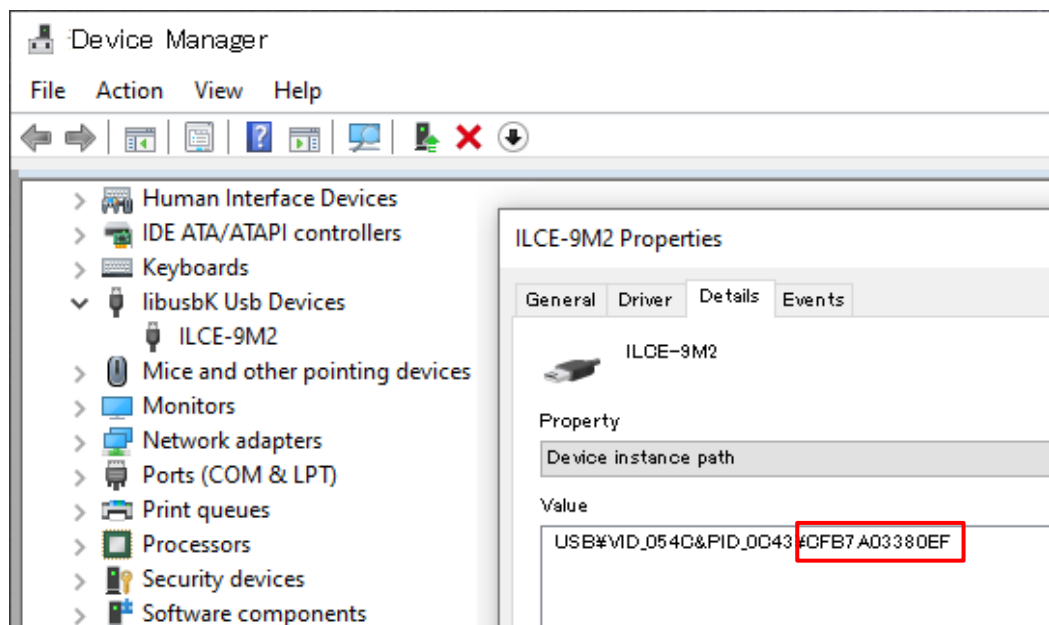 Device Manager
File Action View Help
Human Interface Devices
IDE ATA/ATAPI controllers
Keyboards
libusbK Usb Devices
ILCE-9M2
Mice and other pointing devices
Monitors
Network adapters
Ports (COM & LPT)
Print queues
Processors
Security devices
Software components
ILCE-9M2 Properties
General Driver Details Events
ILCE-9M2
Property
Device instance path
Value
USB¥VID_054C&PID_0C43¥CFB7A03380EF